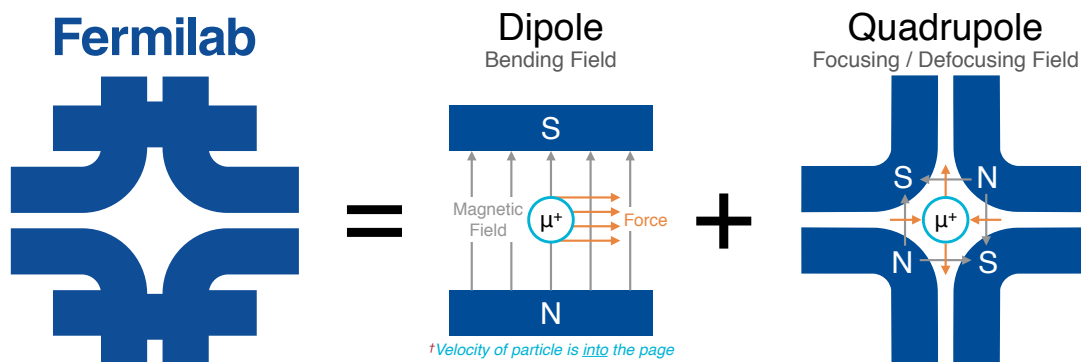 Fermilab
Dipole
Bending Field
S
Magnetic
Field
μ⁺
Force
N
†Velocity of particle is into the page
Quadrupole
Focusing / Defocusing Field
S N
μ⁺
N S